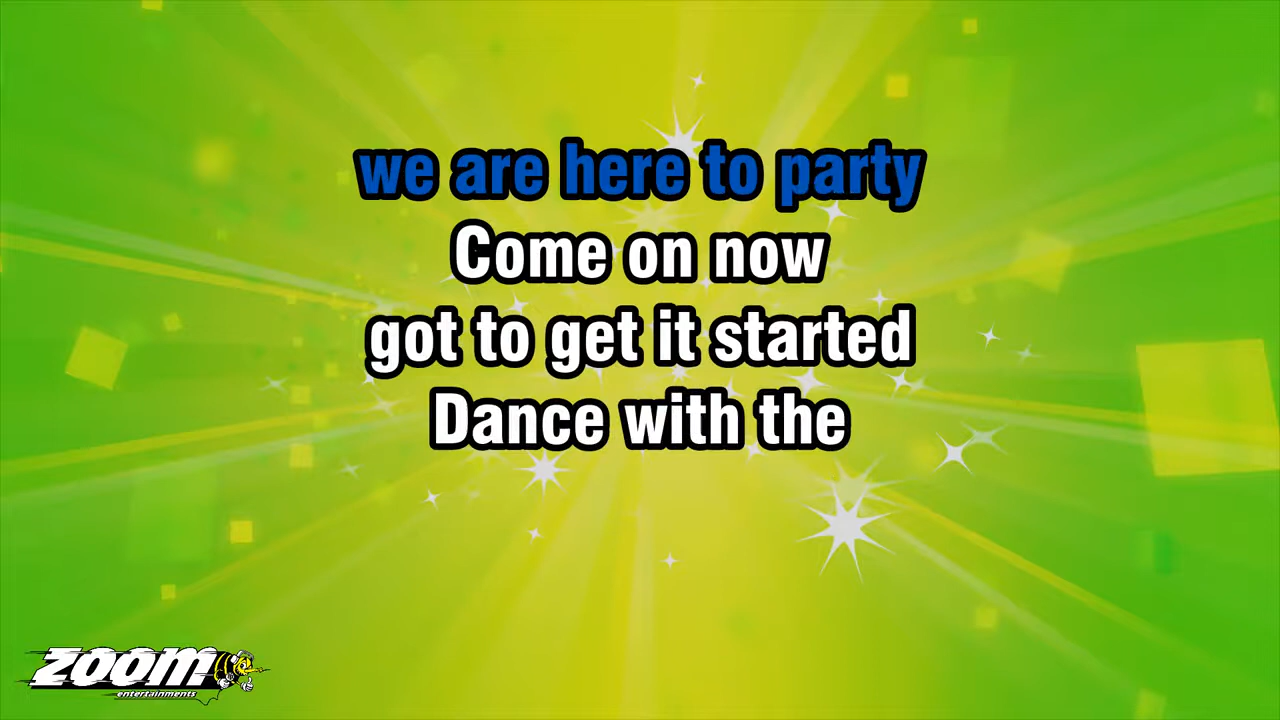 we are here to party
Come on now
got to get it started
Dance with the
ZOOM
entertainments